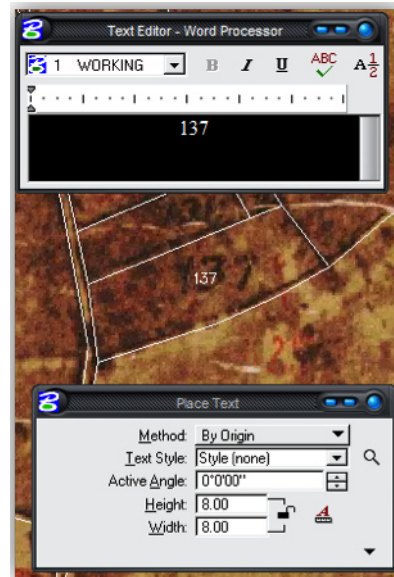 Text Editor - Word Processor
1 WORKING B I U ABC A½
137
137
137
Place Text
Method: By Origin
Text Style: Style (none)
Active Angle: 0°0'00''
Height: 8.00
Width: 8.00
A